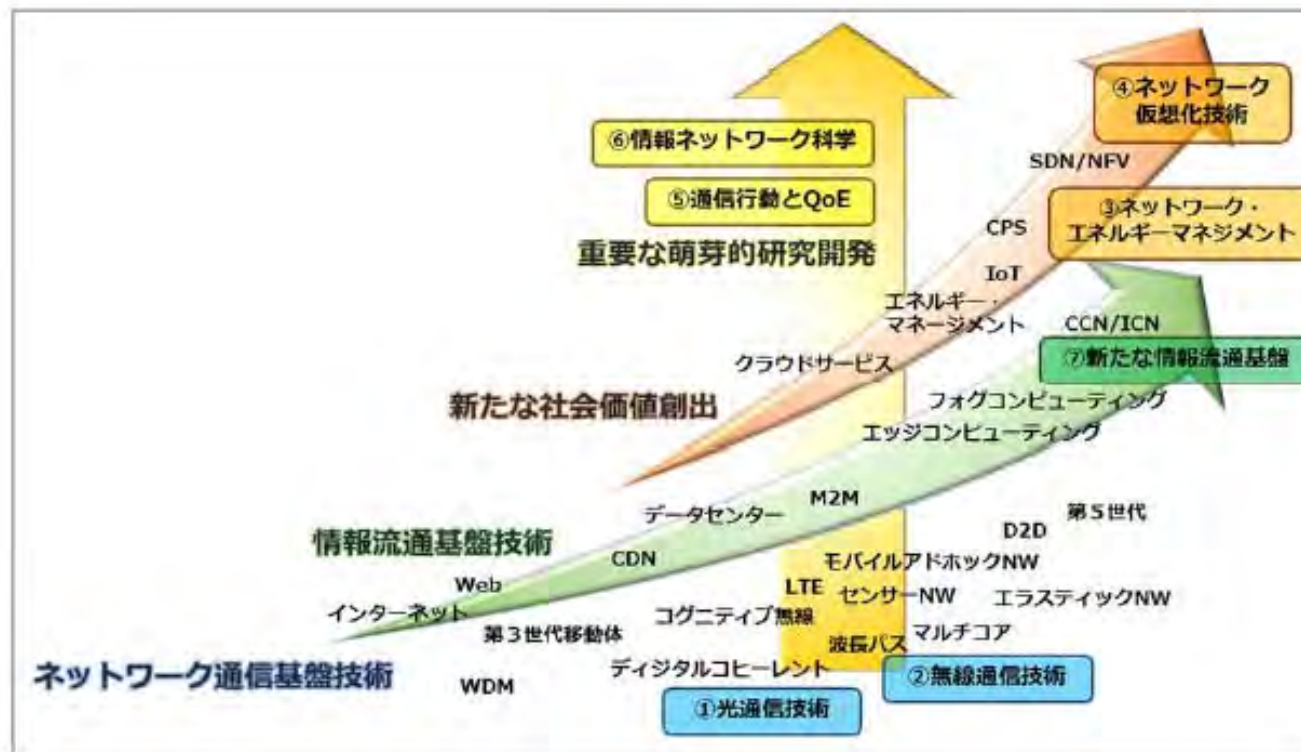 ④ネットワーク
仮想化技術
⑥情報ネットワーク科学
SDN/NFV
⑤通信行動とQoE
③ネットワーク・
エネルギーマネジメント
CPS
重要な萌芽的研究開発
IoT
エネルギー・
マネージメント
CCN/ICN
クラウドサービス
⑦新たな情報流通基盤
新たな社会価値創出
フォグコンピューティング
エッジコンピューティング
M2M
データセンター
第5世代
D2D
情報流通基盤技術
CDN
モバイルアドホックNW
Web
LTE
センサーNW
エラスティックNW
インターネット
コグニティブ無線
第3世代移動体
マルチコア
波長パス
ネットワーク通信基盤技術
ディジタルコヒーレント
WDM
②無線通信技術
①光通信技術